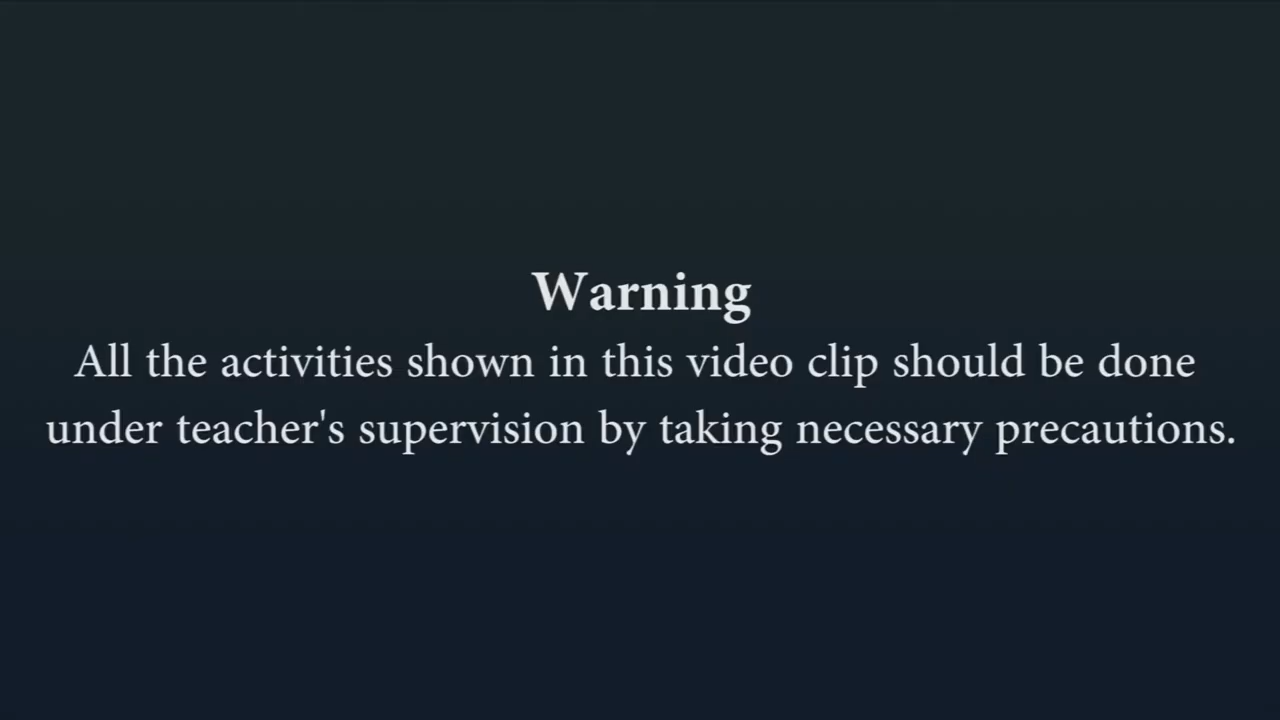 Warning
All the activities shown in this video clip should be done
under teacher's supervision by taking necessary precautions.